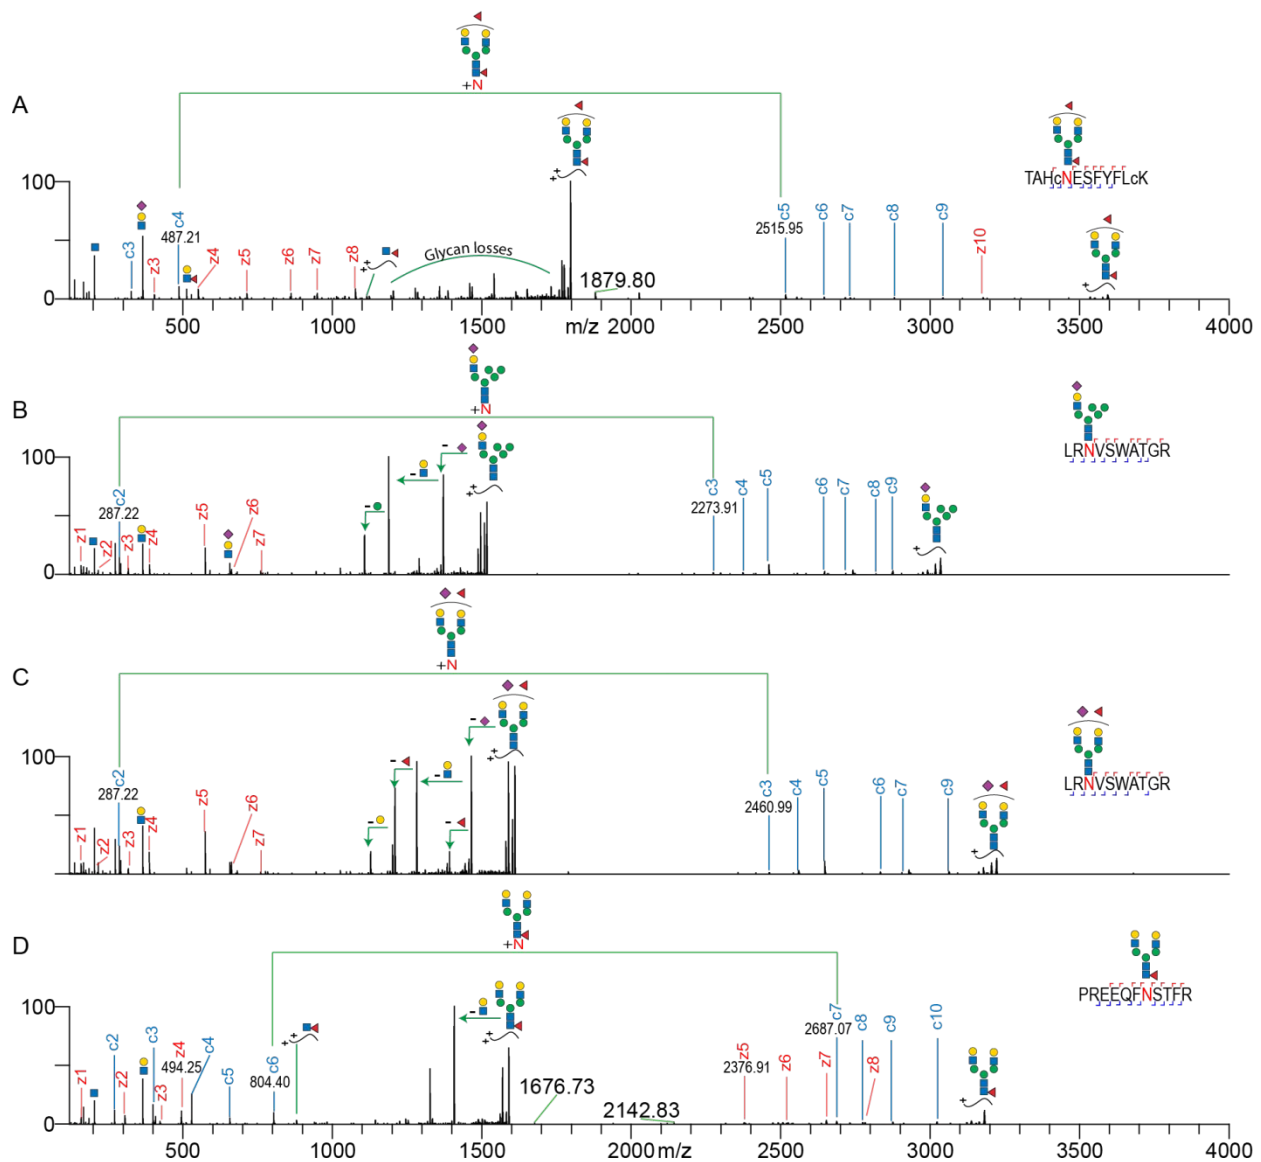 +N
A
TAHcNESFYFLcK
100
c3
c4
487.21
z3
z4
z5
z6
z7
z8
++
Glycan losses
++
1879.80
c5
2515.95
c6
c7
c8
c9
z10
++
0
500
1000
1500
m/z
2000
2500
3000
3500
4000
+N
B
LRNVSWATGR
100
z1
z2
c2
287.22
z3
z4
z5
z6
z7
-
-
-
++
c3
2273.91
c4
c5
c6
c7
c8
c9
+
0
+N
C
LRNVSWATGR
100
z1
z2
c2
287.22
z3
z4
z5
z6
z7
-
-
-
-
-
++
c3
2460.99
c4
c5
c6
c7
c9
+
+N
D
PREEQFNSTFR
100
z1
c2
z2
c3
z3
z4
494.25
c4
c5
c6
804.40
++
-
++
1676.73
2142.83
z5
2376.91
z6
z7
c7
2687.07
c8
z8
c9
c10
+
0
500
1000
1500
2000
m/z
2500
3000
3500
4000